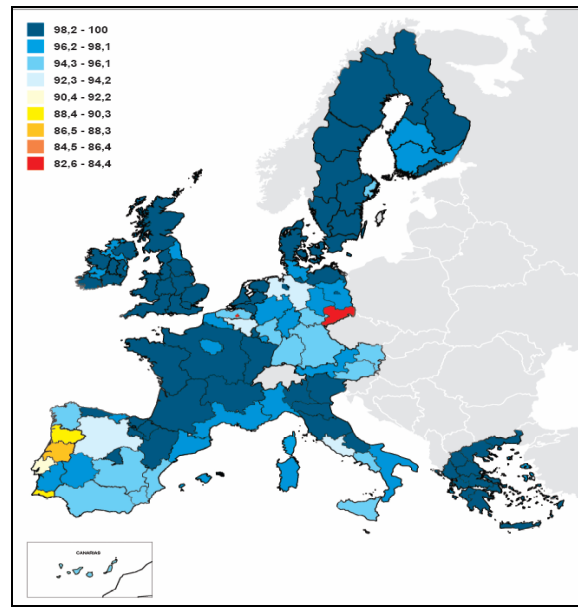 98,2 - 100
96,2 - 98,1
94,3 - 96,1
92,3 - 94,2
90,4 - 92,2
88,4 - 90,3
86,5 - 88,3
84,5 - 86,4
82,6 - 84,4
CANARIAS